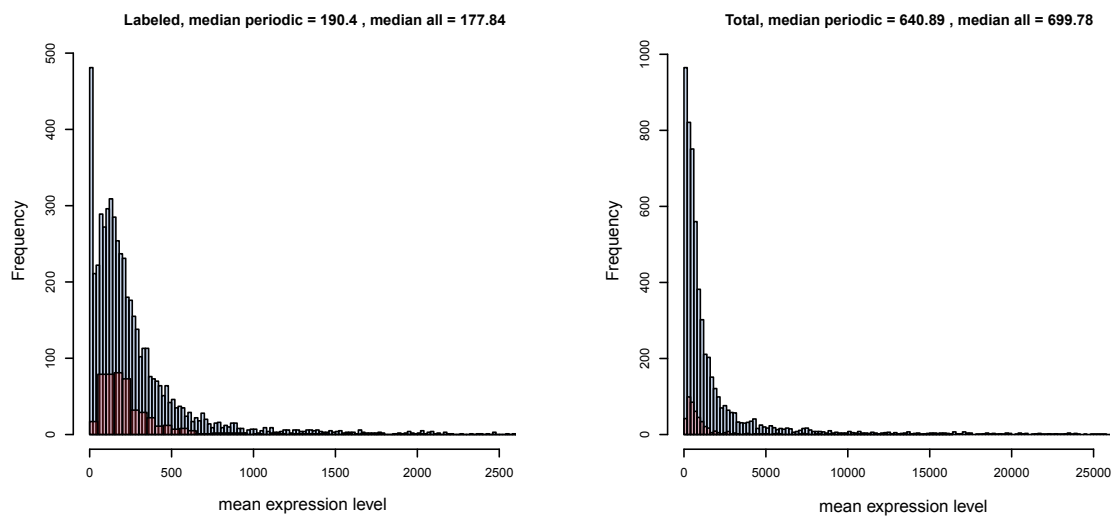 Labeled, median periodic = 190.4 , median all = 177.84
500
400
300
200
100
0
Frequency
0 500 1000 1500 2000 2500
mean expression level
Total, median periodic = 640.89 , median all = 699.78
1000
800
600
400
200
0
Frequency
0 5000 10000 15000 20000 25000
mean expression level